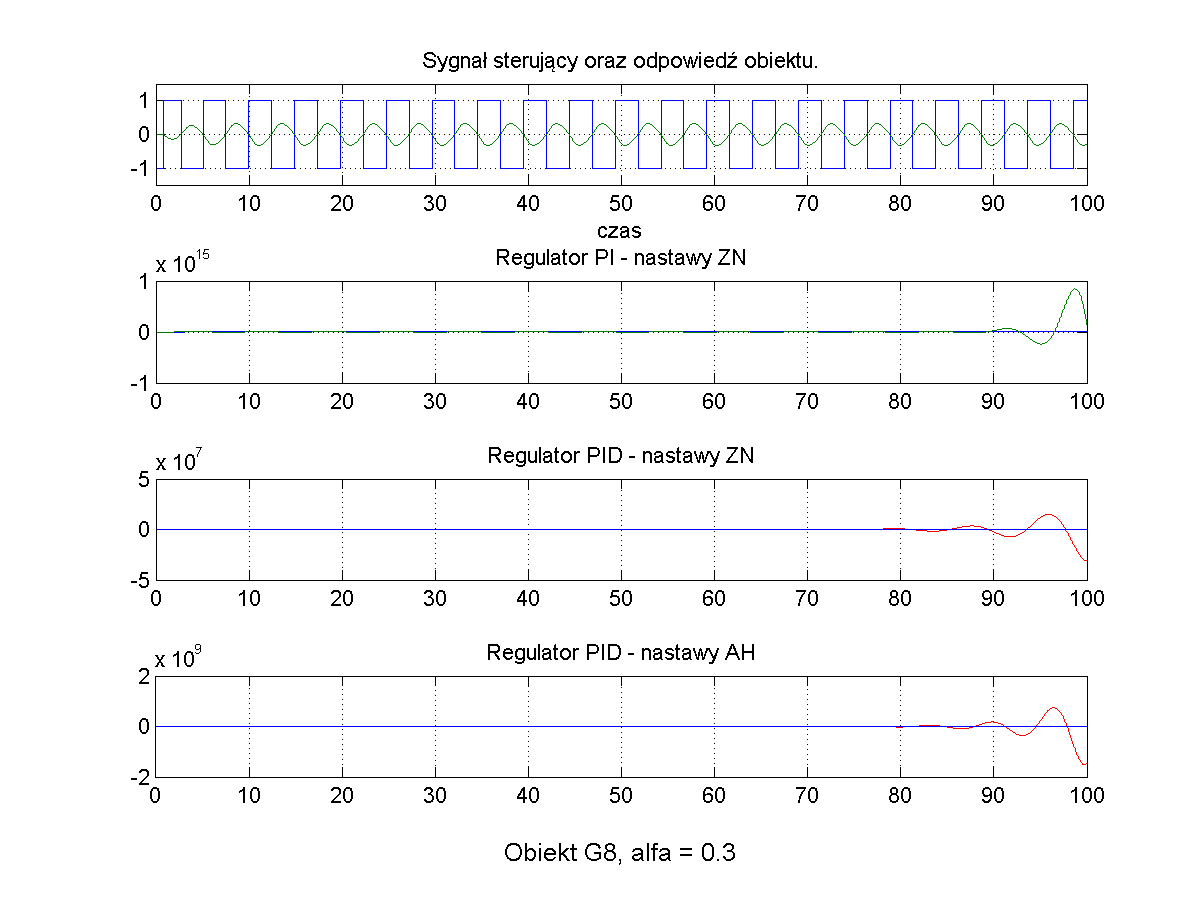 Sygnał sterujący oraz odpowiedź obiektu.
1
0
-1
0 10 20 30 40 50 60 70 80 90 100
czas
Regulator PI - nastawy ZN
x 10^15
1
0
-1
0 10 20 30 40 50 60 70 80 90 100
Regulator PID - nastawy ZN
x 10^7
5
0
-5
0 10 20 30 40 50 60 70 80 90 100
Regulator PID - nastawy AH
x 10^9
2
0
-2
0 10 20 30 40 50 60 70 80 90 100
Obiekt G8, alfa = 0.3